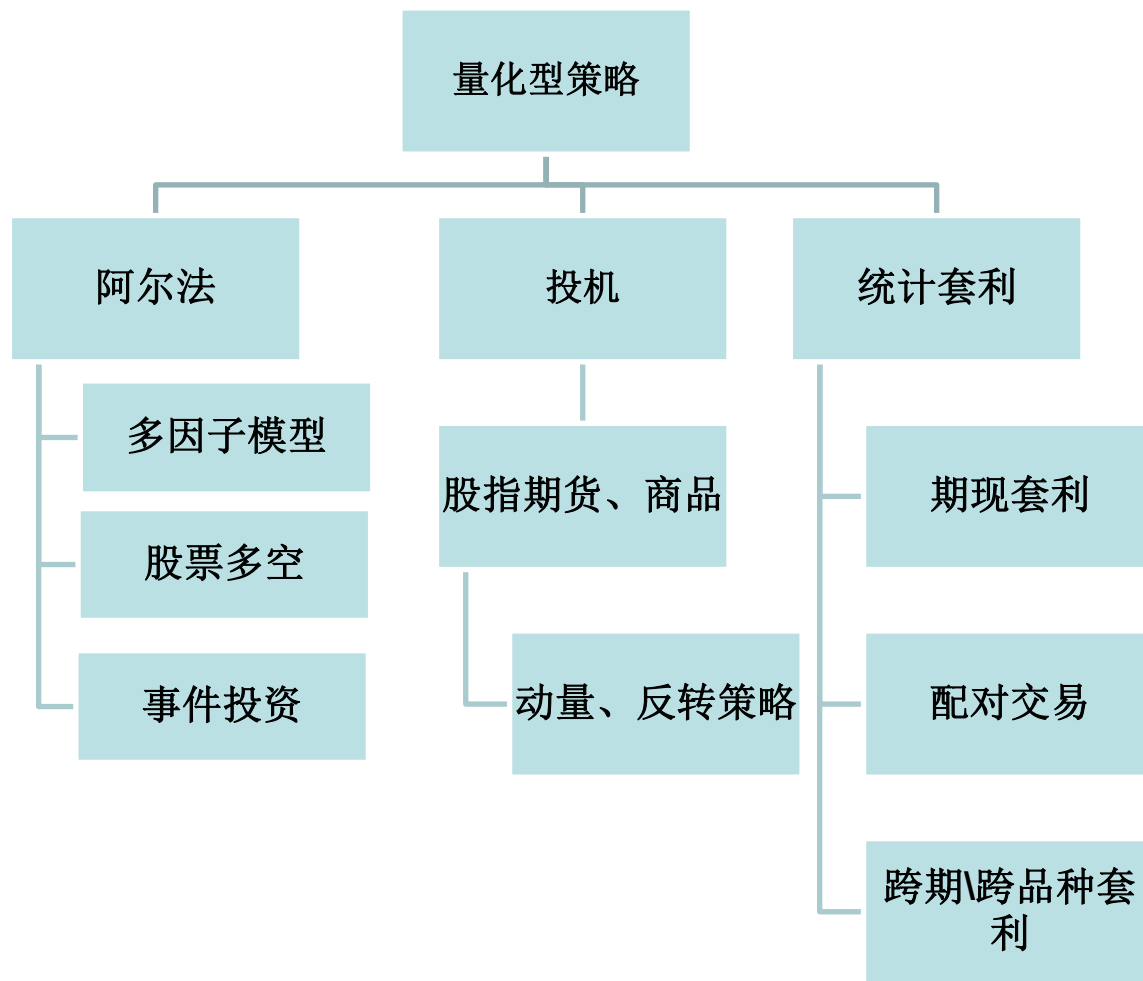 量化型策略
阿尔法
投机
统计套利
多因子模型
股指期货、商品
期现套利
股票多空
事件投资
动量、反转策略
配对交易
跨期\跨品种套
利